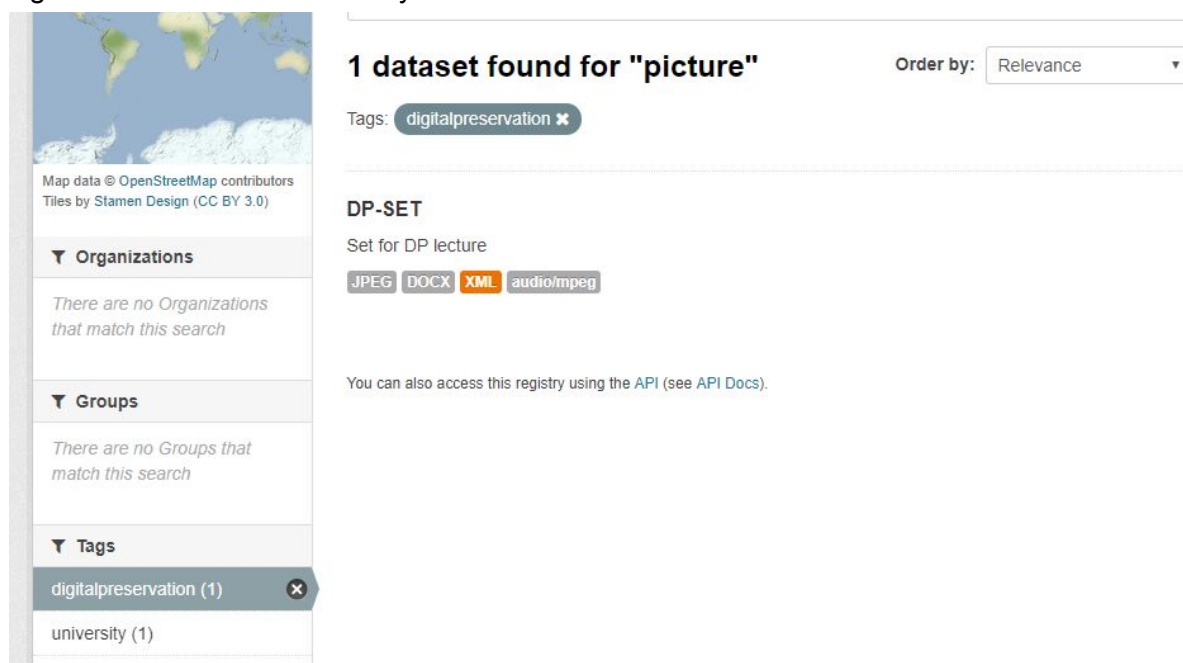 1 dataset found for "picture"
Order by: Relevance
Tags: digitalpreservation
Map data © OpenStreetMap contributors
Tiles by Stamen Design (CC BY 3.0)
Organizations
There are no Organizations
that match this search
Groups
There are no Groups that
match this search
Tags
digitalpreservation (1)
university (1)
DP-SET
Set for DP lecture
JPEG DOCX XML audio/mpeg
You can also access this registry using the API (see API Docs).